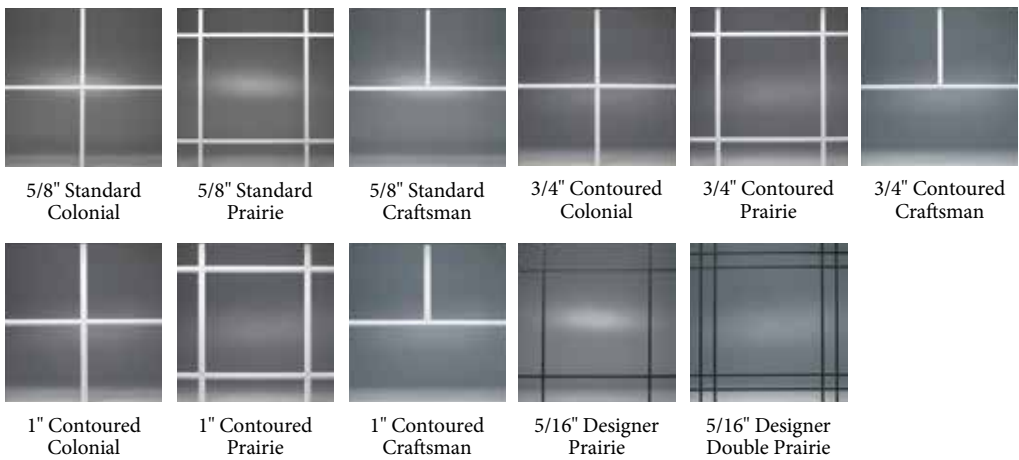 5/8" Standard
Colonial
5/8" Standard
Prairie
5/8" Standard
Craftsman
3/4" Contoured
Colonial
3/4" Contoured
Prairie
3/4" Contoured
Craftsman
1" Contoured
Colonial
1" Contoured
Prairie
1" Contoured
Craftsman
5/16" Designer
Prairie
5/16" Designer
Double Prairie